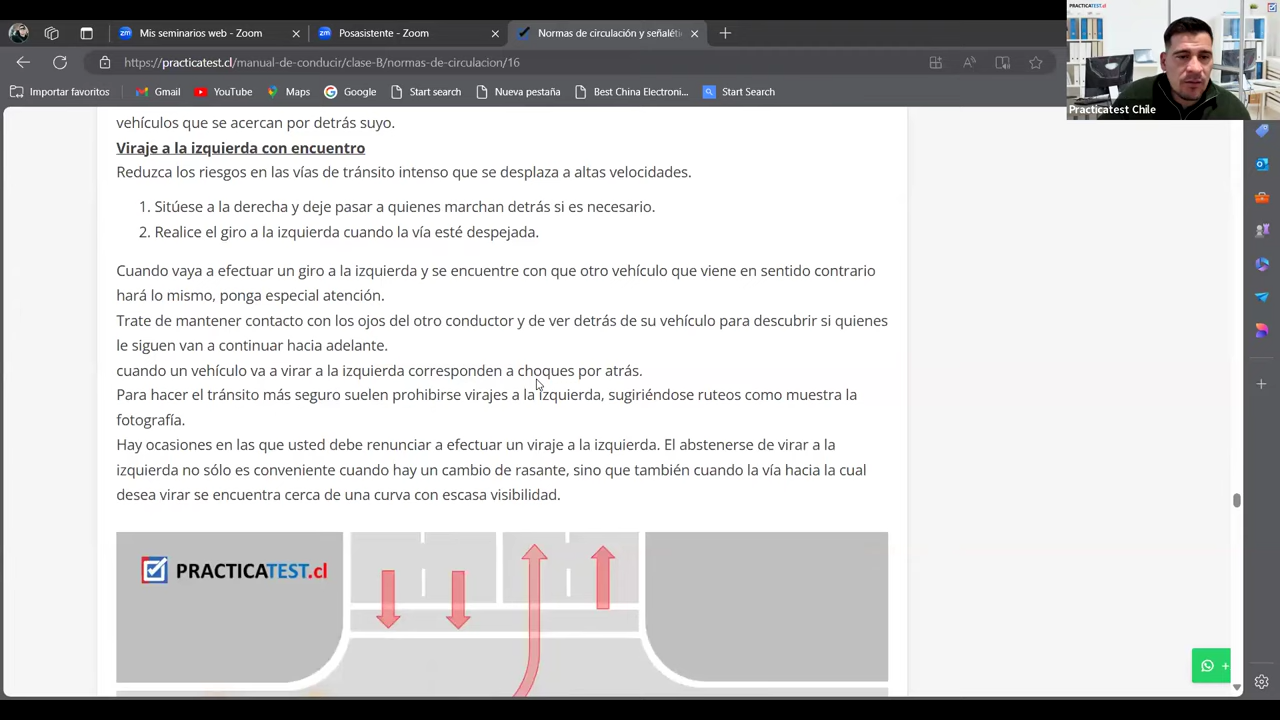 Mis seminarios web - Zoom
Posasistente - Zoom
Normas de circulación y señaléti
https://practicatest.cl/manual-de-conducir/clase-B/normas-de-circulacion/16
Importar favoritos
Gmail
YouTube
Maps
Google
Start search
Nueva pestaña
Best China Electroni...
Start Search
PRACTICATEST.cl
Practicatest Chile
vehículos que se acercan por detrás suyo.
Viraje a la izquierda con encuentro
Reduzca los riesgos en las vías de tránsito intenso que se desplaza a altas velocidades.
1. Sitúese a la derecha y deje pasar a quienes marchan detrás si es necesario.
2. Realice el giro a la izquierda cuando la vía esté despejada.
Cuando vaya a efectuar un giro a la izquierda y se encuentre con que otro vehículo que viene en sentido contrario
hará lo mismo, ponga especial atención.
Trate de mantener contacto con los ojos del otro conductor y de ver detrás de su vehículo para descubrir si quienes
le siguen van a continuar hacia adelante.
cuando un vehículo va a virar a la izquierda corresponden a choques por atrás.
Para hacer el tránsito más seguro suelen prohibirse virajes a la izquierda, sugiriéndose ruteos como muestra la
fotografía.
Hay ocasiones en las que usted debe renunciar a efectuar un viraje a la izquierda. El abstenerse de virar a la
izquierda no sólo es conveniente cuando hay un cambio de rasante, sino que también cuando la vía hacia la cual
desea virar se encuentra cerca de una curva con escasa visibilidad.
PRACTICATEST.cl